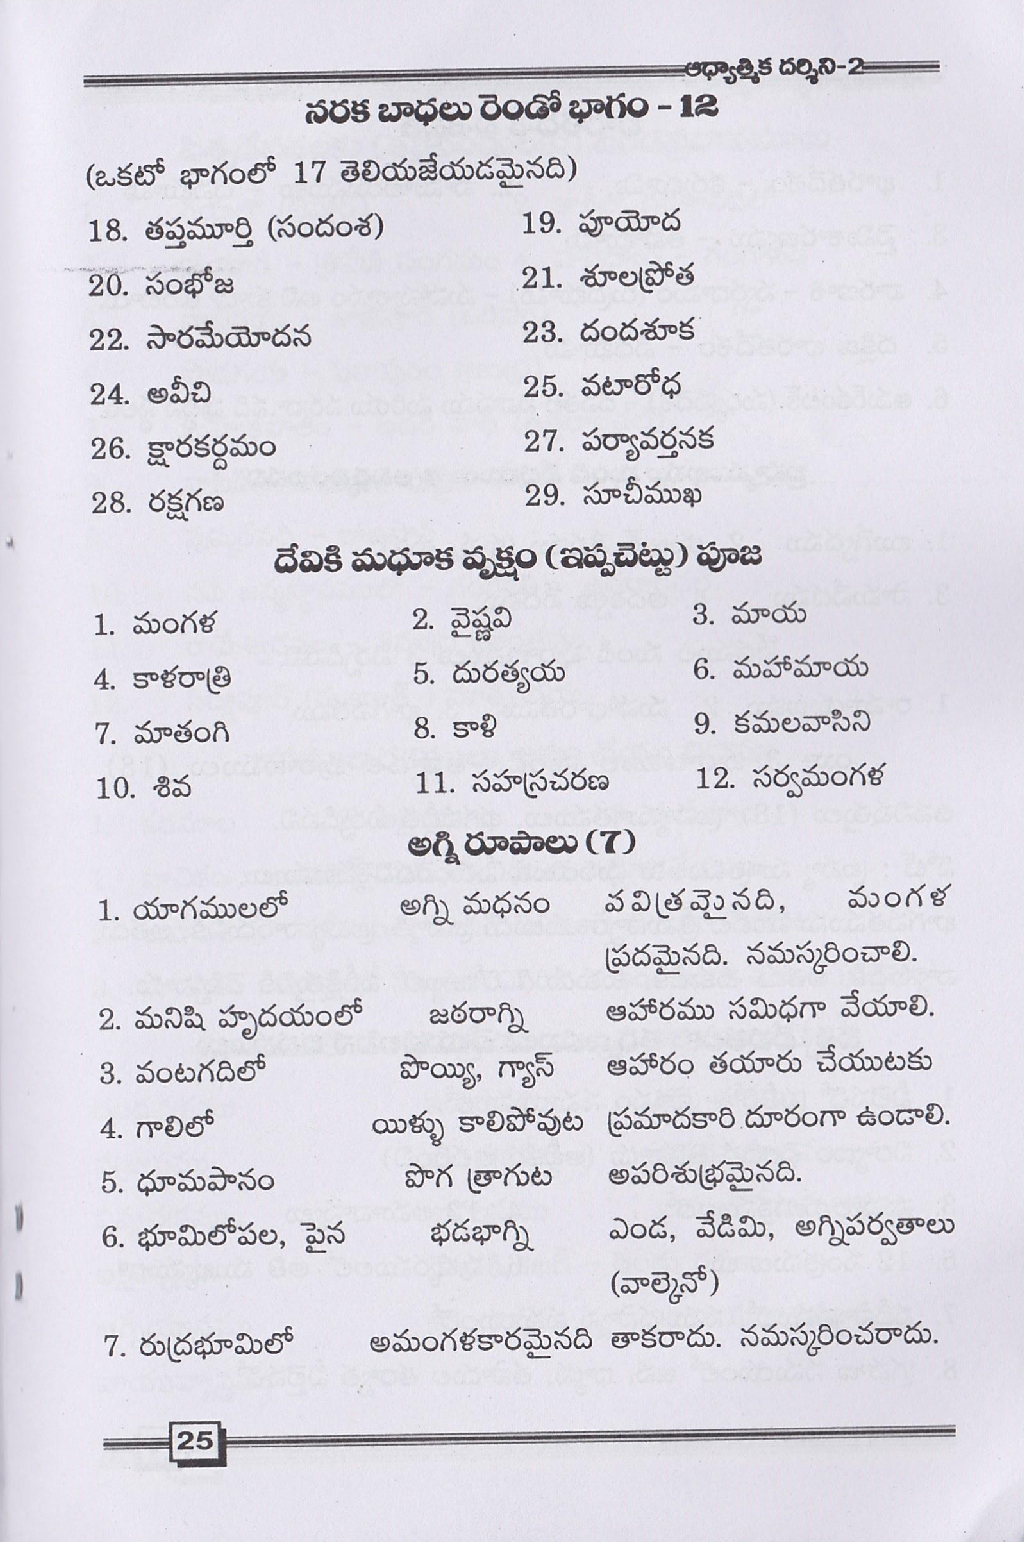 ఆధ్యాత్మిక దర్శిని-2
నరక బాధలు రెండో భాగం - 12
(ఒకటో భాగంలో 17 తెలియజేయడమైనది)
18. తప్తమూర్తి (సందంశ) 19. పూయోద
20. సంభోజ 21. శూలప్రోత
22. సారమేయోదన 23. దందశూక
24. అవీచి 25. వటారోధ
26. క్షారకర్దమం 27. పర్యావర్తనక
28. రక్షగణ 29. సూచీముఖ
దేవికి మధూక వృక్షం (ఇప్పచెట్టు) పూజ
1. మంగళ 2. వైష్ణవి 3. మాయ
4. కాళరాత్రి 5. దురత్యయ 6. మహామాయ
7. మాతంగి 8. కాళి 9. కమలవాసిని
10. శివ 11. సహస్రచరణ 12. సర్వమంగళ
అగ్ని రూపాలు (7)
1. యాగములలో అగ్ని మధనం పవిత్రమైనది, మంగళ
ప్రదమైనది. నమస్కరించాలి.
2. మనిషి హృదయంలో జఠరాగ్ని ఆహారము సమిధగా వేయాలి.
3. వంటగదిలో పొయ్యి, గ్యాస్ ఆహారం తయారు చేయుటకు
4. గాలిలో యిళ్ళు కాలిపోవుట ప్రమాదకారి దూరంగా ఉండాలి.
5. ధూమపానం పొగ త్రాగుట అపరిశుభ్రమైనది.
6. భూమిలోపల, పైన భడభాగ్ని ఎండ, వేడిమి, అగ్నిపర్వతాలు
(వాల్కెనో)
7. రుద్రభూమిలో అమంగళకారమైనది తాకరాదు. నమస్కరించరాదు.
25